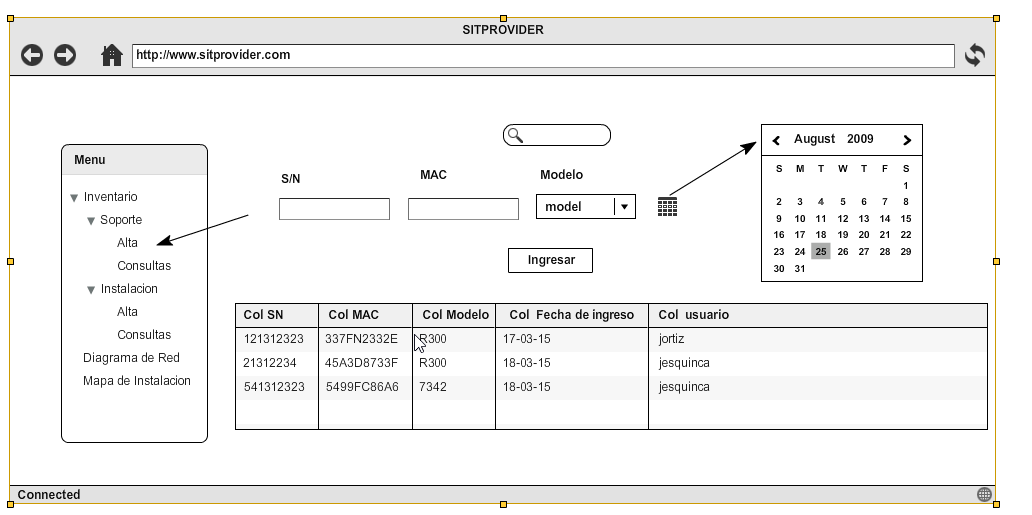 SITPROVIDER
http://www.sitprovider.com
Menu
Inventario
Soporte
Alta
Consultas
Instalacion
Alta
Consultas
Diagrama de Red
Mapa de Instalacion
S/N MAC Modelo
model
Ingresar
August 2009
S M T W T F S
1
2 3 4 5 6 7 8
9 10 11 12 13 14 15
16 17 18 19 20 21 22
23 24 25 26 27 28 29
30 31
Col SN Col MAC Col Modelo Col Fecha de ingreso Col usuario
121312323 337FN2332E R300 17-03-15 jortiz
21312234 45A3D8733F R300 18-03-15 jesquinca
541312323 5499FC86A6 7342 18-03-15 jesquinca
Connected